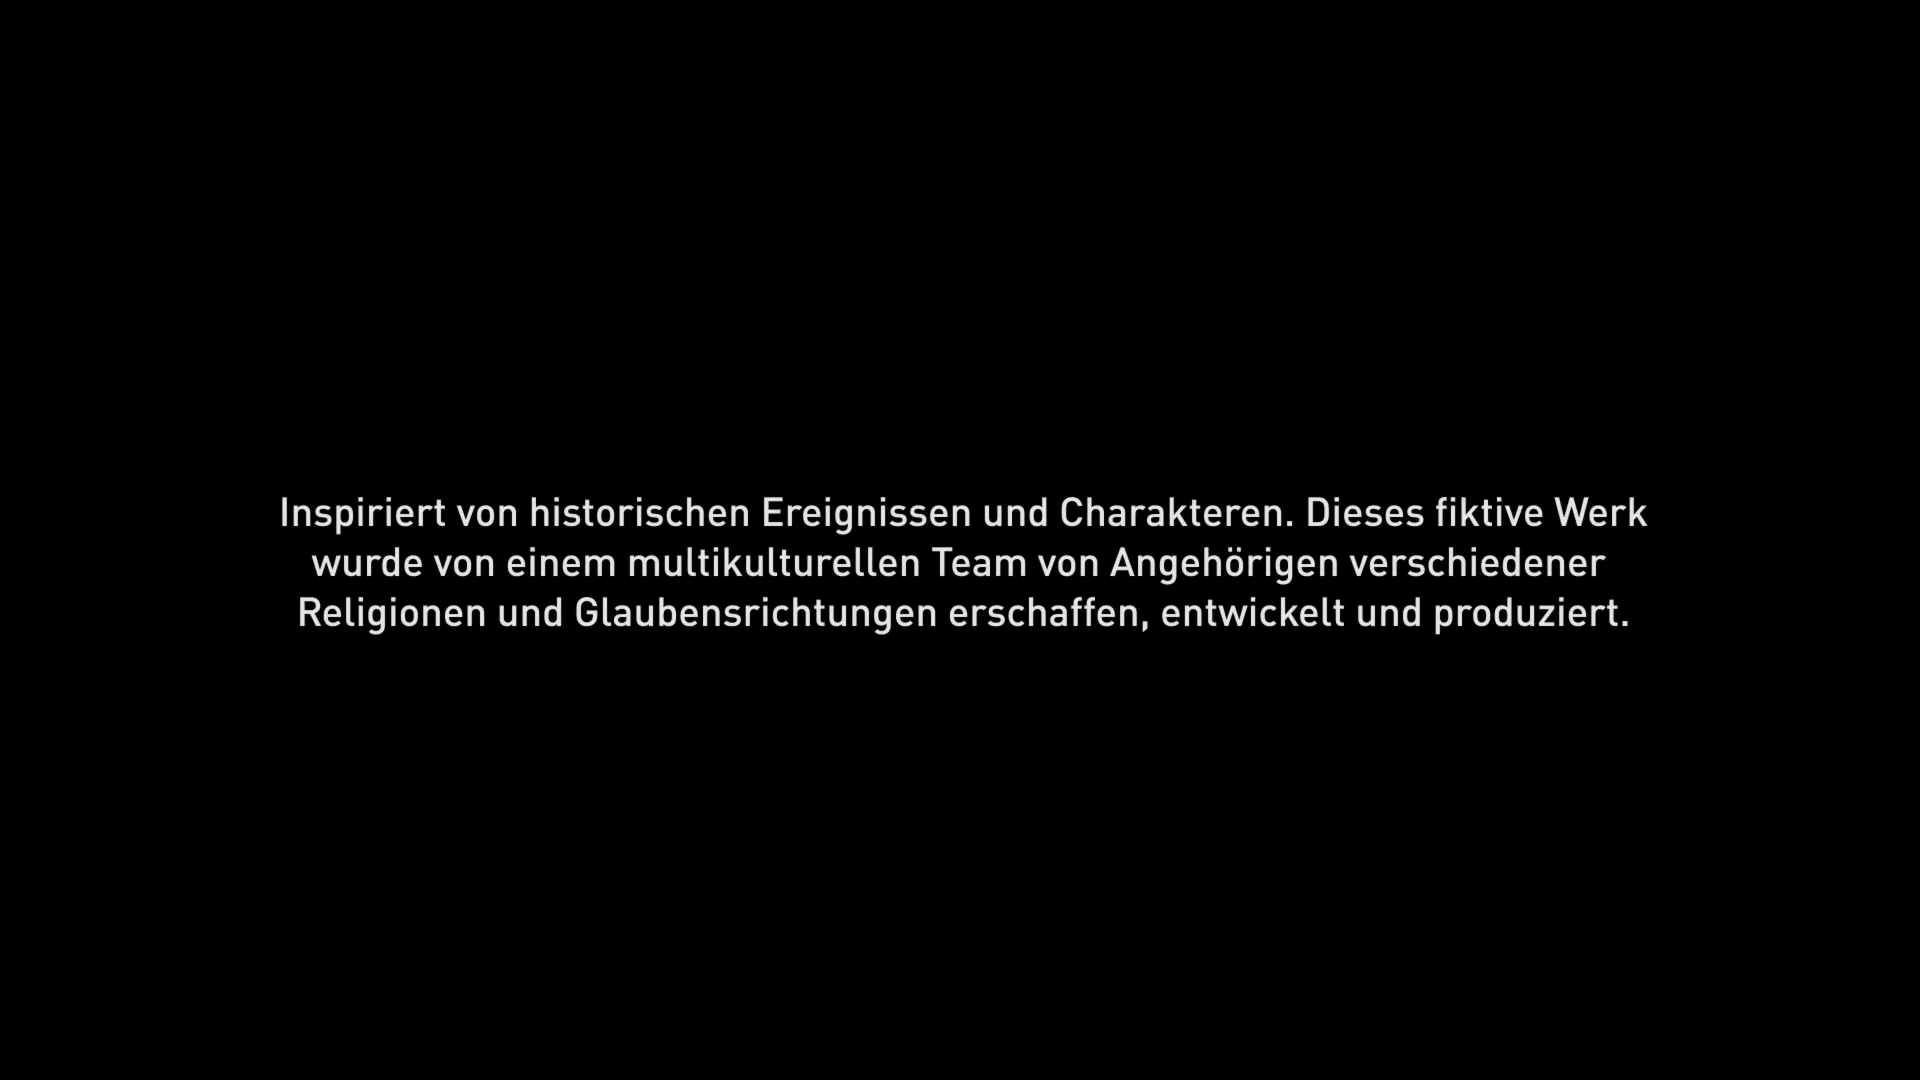 Inspiriert von historischen Ereignissen und Charakteren. Dieses fiktive Werk
wurde von einem multikulturellen Team von Angehörigen verschiedener
Religionen und Glaubensrichtungen erschaffen, entwickelt und produziert.